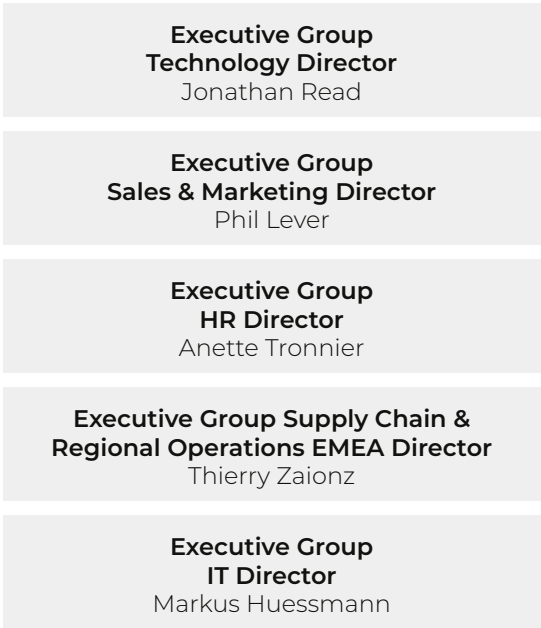 Executive Group
Technology Director
Jonathan Read
Executive Group
Sales & Marketing Director
Phil Lever
Executive Group
HR Director
Anette Tronnier
Executive Group Supply Chain &
Regional Operations EMEA Director
Thierry Zaionz
Executive Group
IT Director
Markus Huessmann